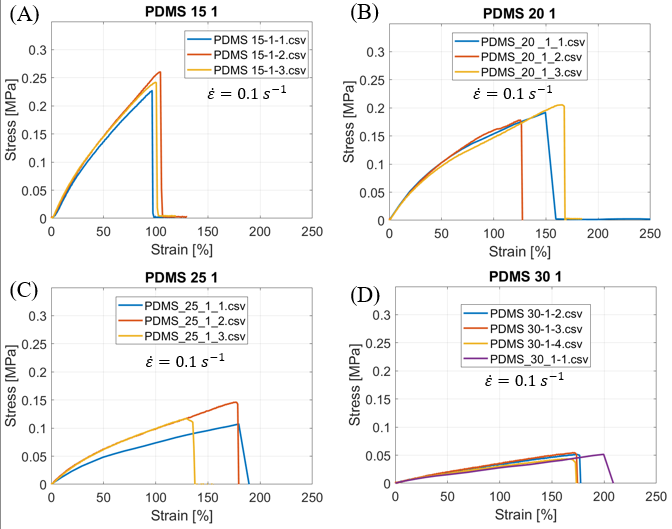 (A)
PDMS 15 1
0.3
0.25
0.2
0.15
0.1
0.05
0
Stress [MPa]
PDMS 15-1-1.csv
PDMS 15-1-2.csv
PDMS 15-1-3.csv
ε̇ = 0.1 s⁻¹
0 50 100 150 200 250
Strain [%]
(B)
PDMS 20 1
0.3
0.25
0.2
0.15
0.1
0.05
0
Stress [MPa]
PDMS_20 _1_1.csv
PDMS_20_1_2.csv
PDMS_20_1_3.csv
ε̇ = 0.1 s⁻¹
0 50 100 150 200 250
Strain [%]
(C)
PDMS 25 1
0.3
0.25
0.2
0.15
0.1
0.05
0
Stress [MPa]
PDMS_25_1_1.csv
PDMS_25_1_2.csv
PDMS_25_1_3.csv
ε̇ = 0.1 s⁻¹
0 50 100 150 200 250
Strain [%]
(D)
PDMS 30 1
0.3
0.25
0.2
0.15
0.1
0.05
0
Stress [MPa]
PDMS 30-1-2.csv
PDMS 30-1-3.csv
PDMS 30-1-4.csv
PDMS_30_1-1.csv
ε̇ = 0.1 s⁻¹
0 50 100 150 200 250
Strain [%]